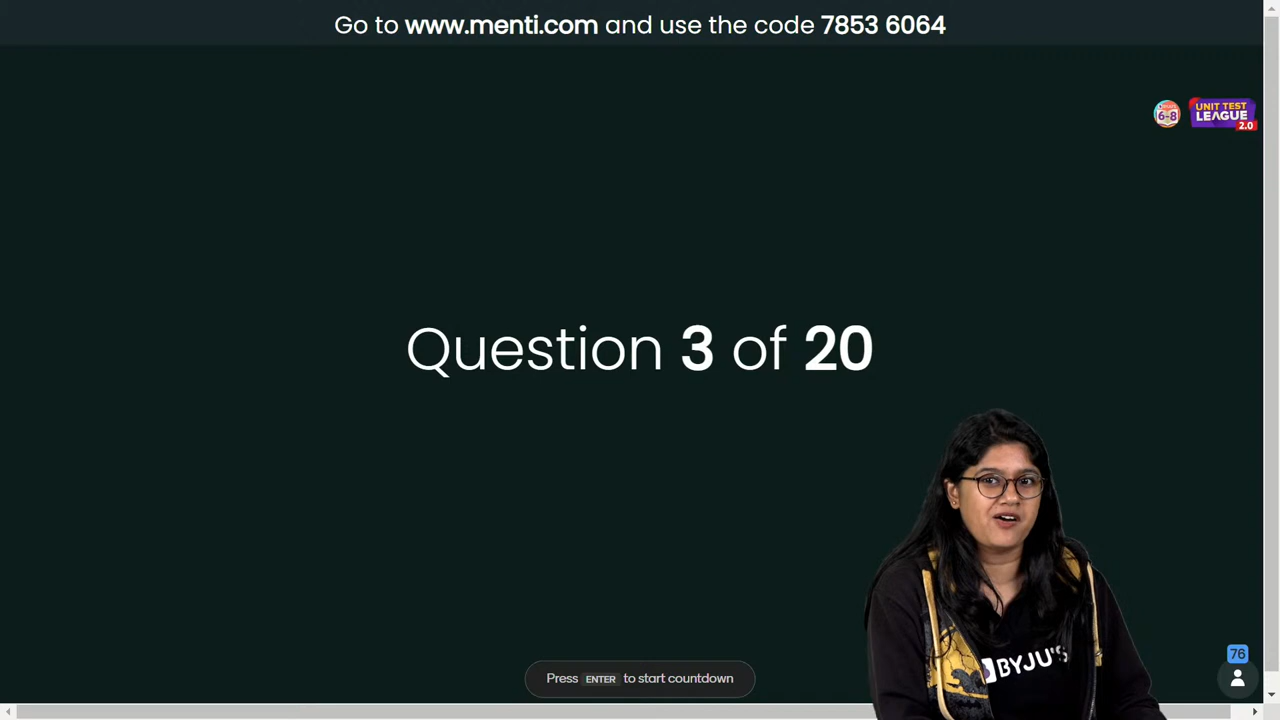 Go to www.menti.com and use the code 7853 6064
6-8
UNIT TEST
LEAGUE
2.0
Question 3 of 20
BYJU'S
76
Press ENTER to start countdown